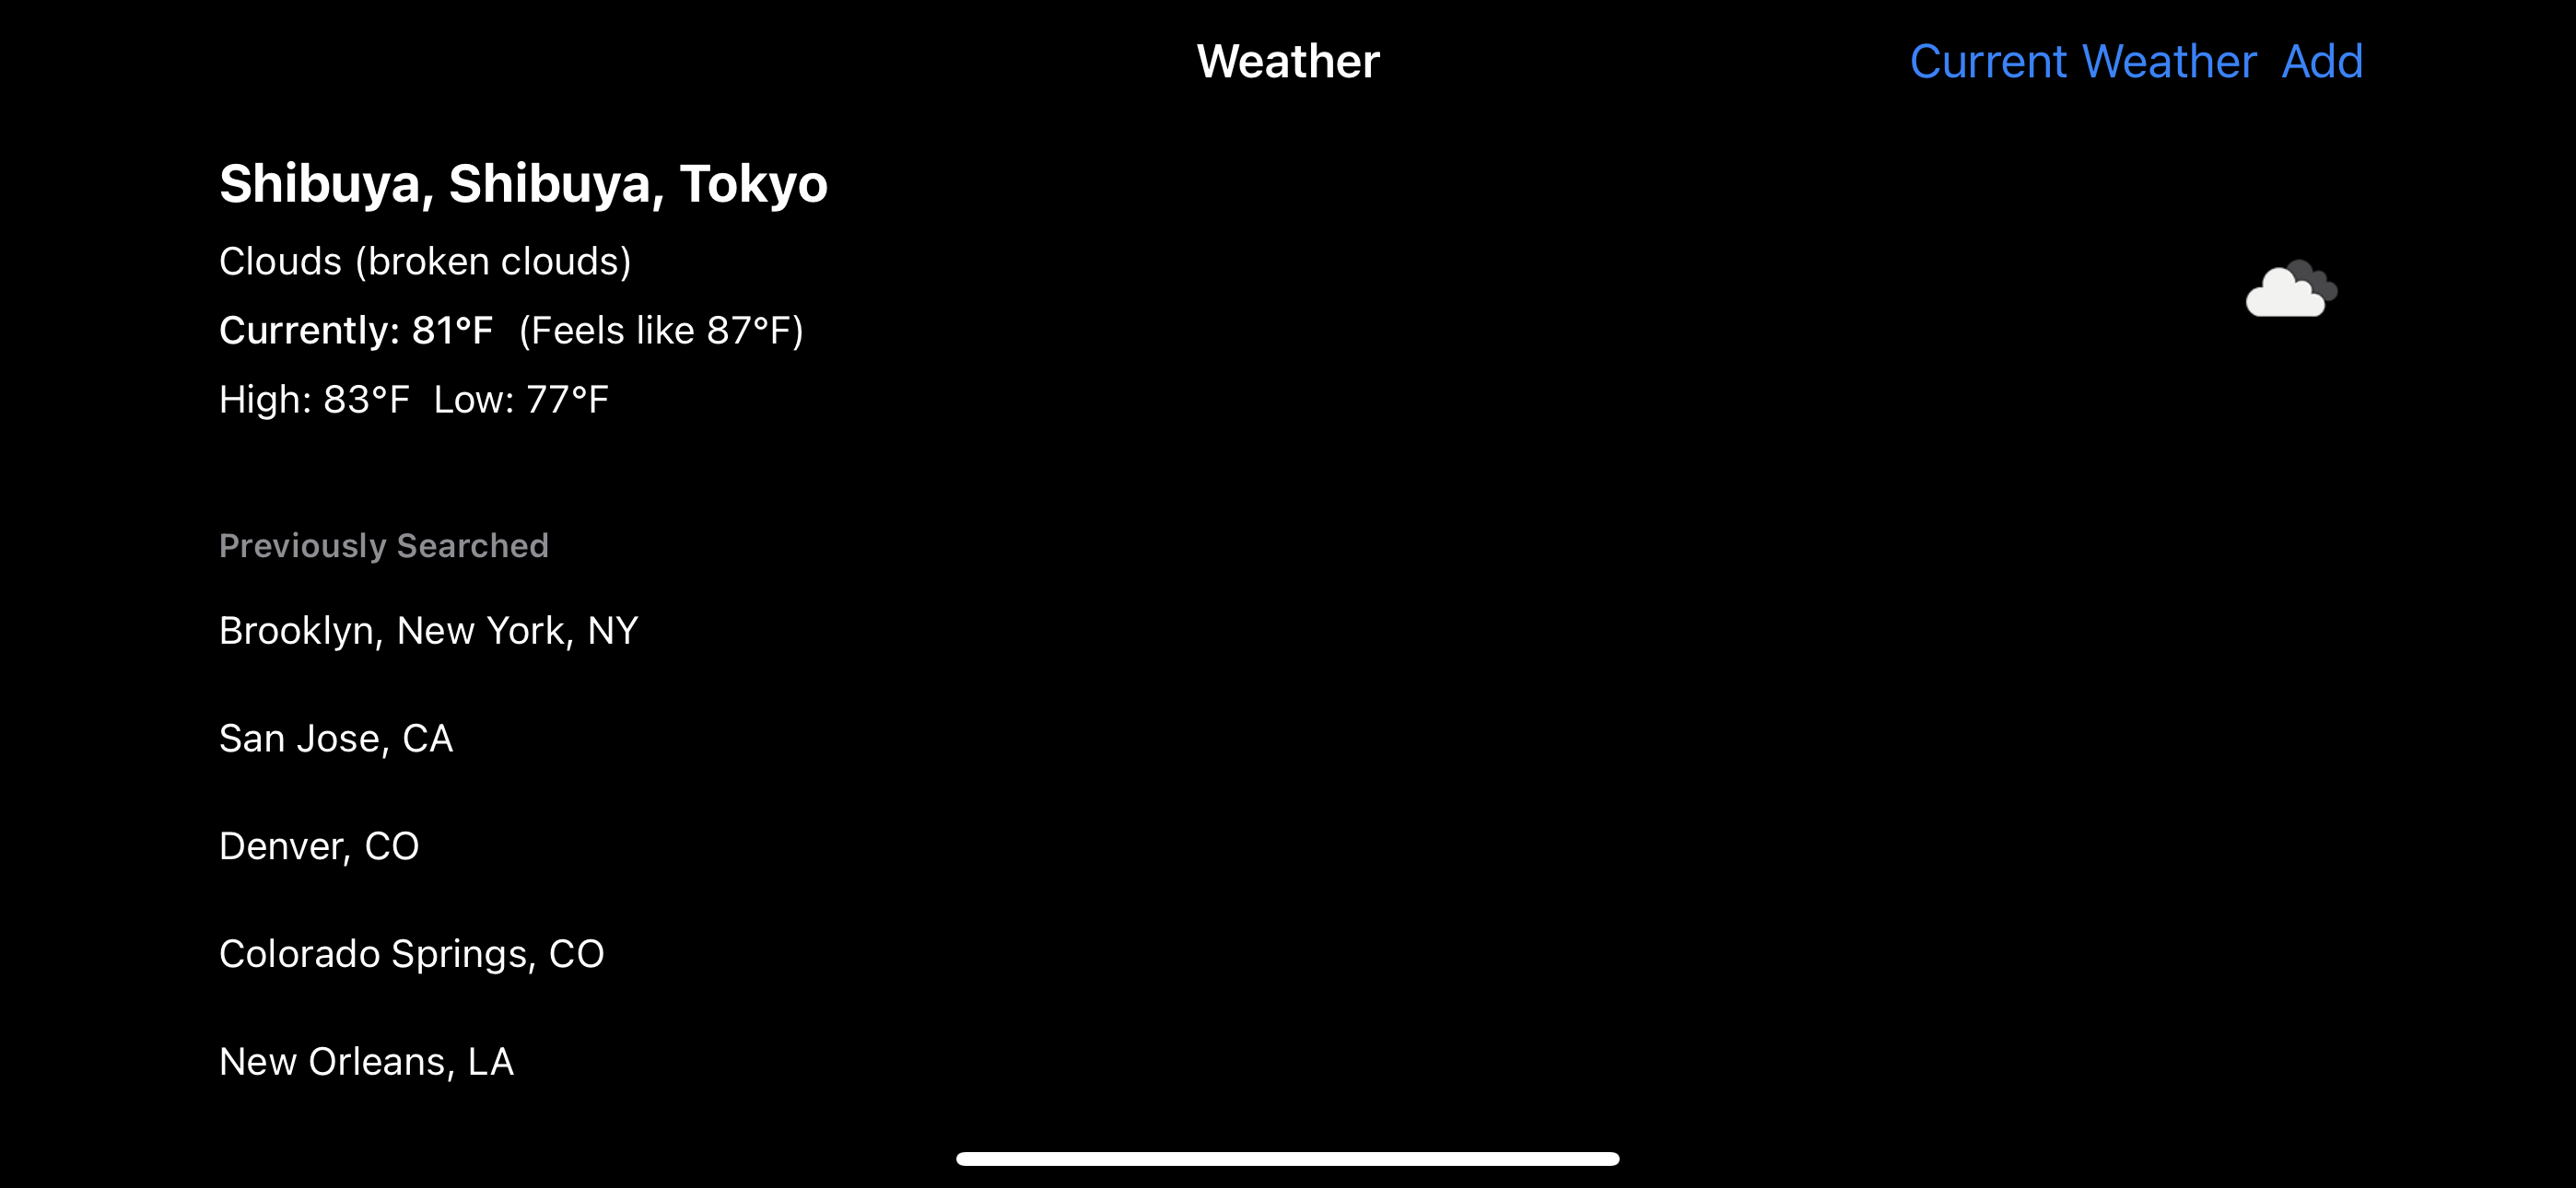 Weather
Current Weather Add
Shibuya, Shibuya, Tokyo
Clouds (broken clouds)
Currently: 81°F (Feels like 87°F)
High: 83°F Low: 77°F
Previously Searched
Brooklyn, New York, NY
San Jose, CA
Denver, CO
Colorado Springs, CO
New Orleans, LA